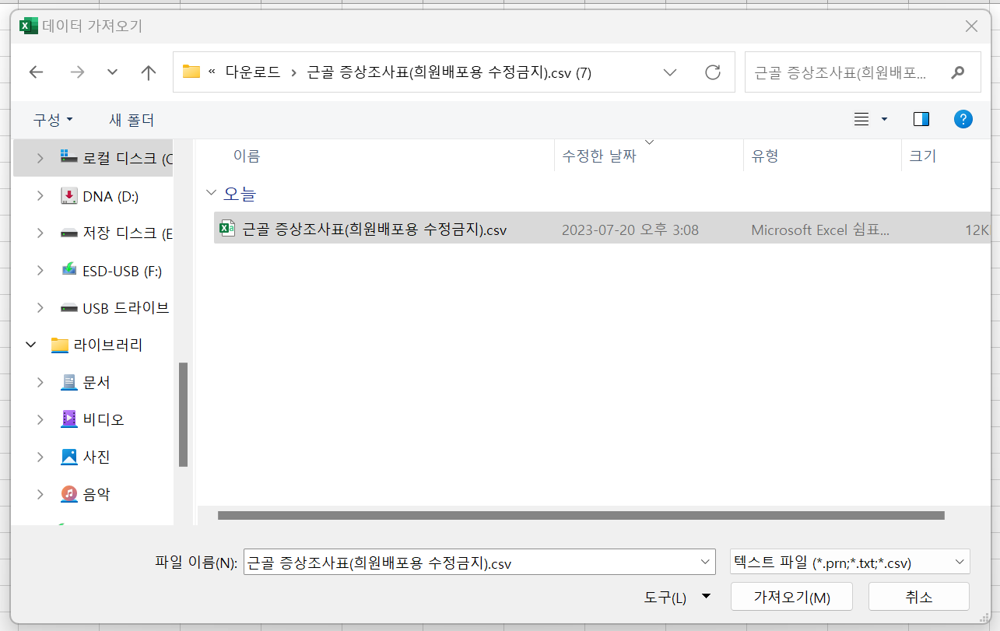 데이터 가져오기
« 다운로드 › 근골 증상조사표(희원배포용 수정금지).csv (7)
근골 증상조사표(희원배포...
구성
새 폴더
이름 수정한 날짜 유형 크기
로컬 디스크 (C
DNA (D:)
저장 디스크 (E
ESD-USB (F:)
USB 드라이브
라이브러리
문서
비디오
사진
음악
오늘
근골 증상조사표(희원배포용 수정금지).csv 2023-07-20 오후 3:08 Microsoft Excel 쉼표... 12K
파일 이름(N): 근골 증상조사표(희원배포용 수정금지).csv 텍스트 파일 (*.prn;*.txt;*.csv)
도구(L) 가져오기(M) 취소